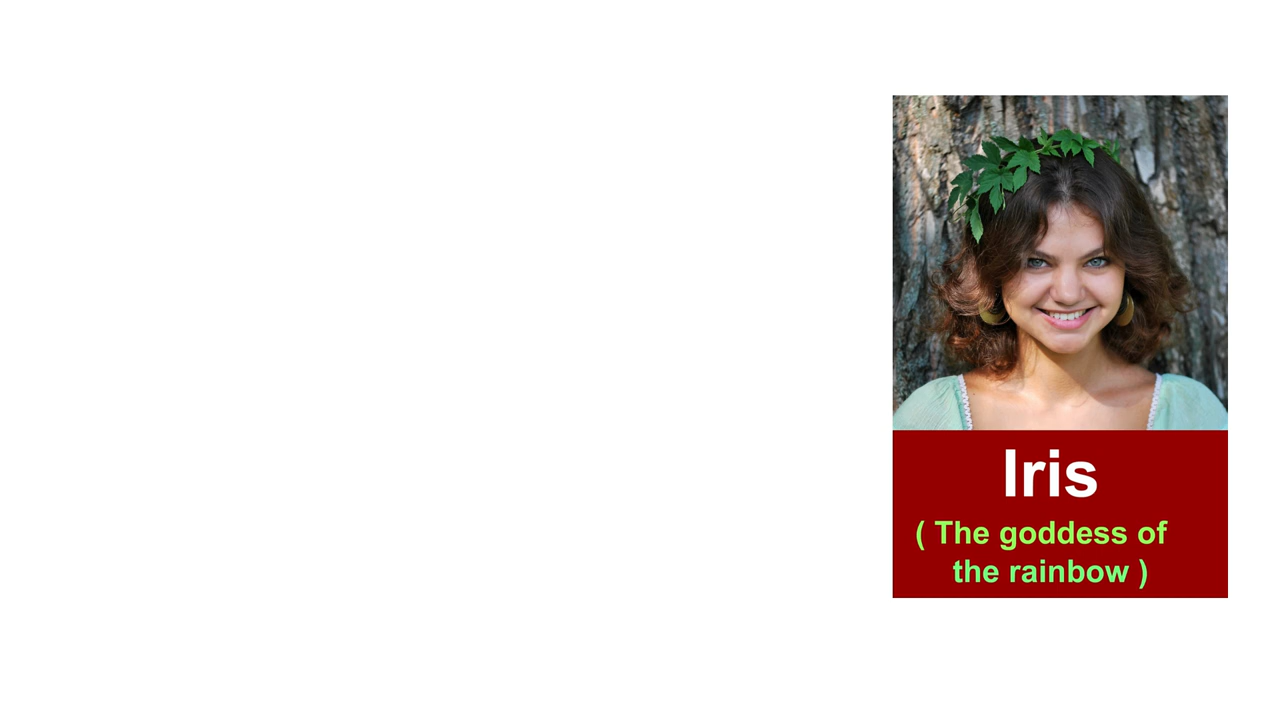 Iris
( The goddess of
the rainbow )